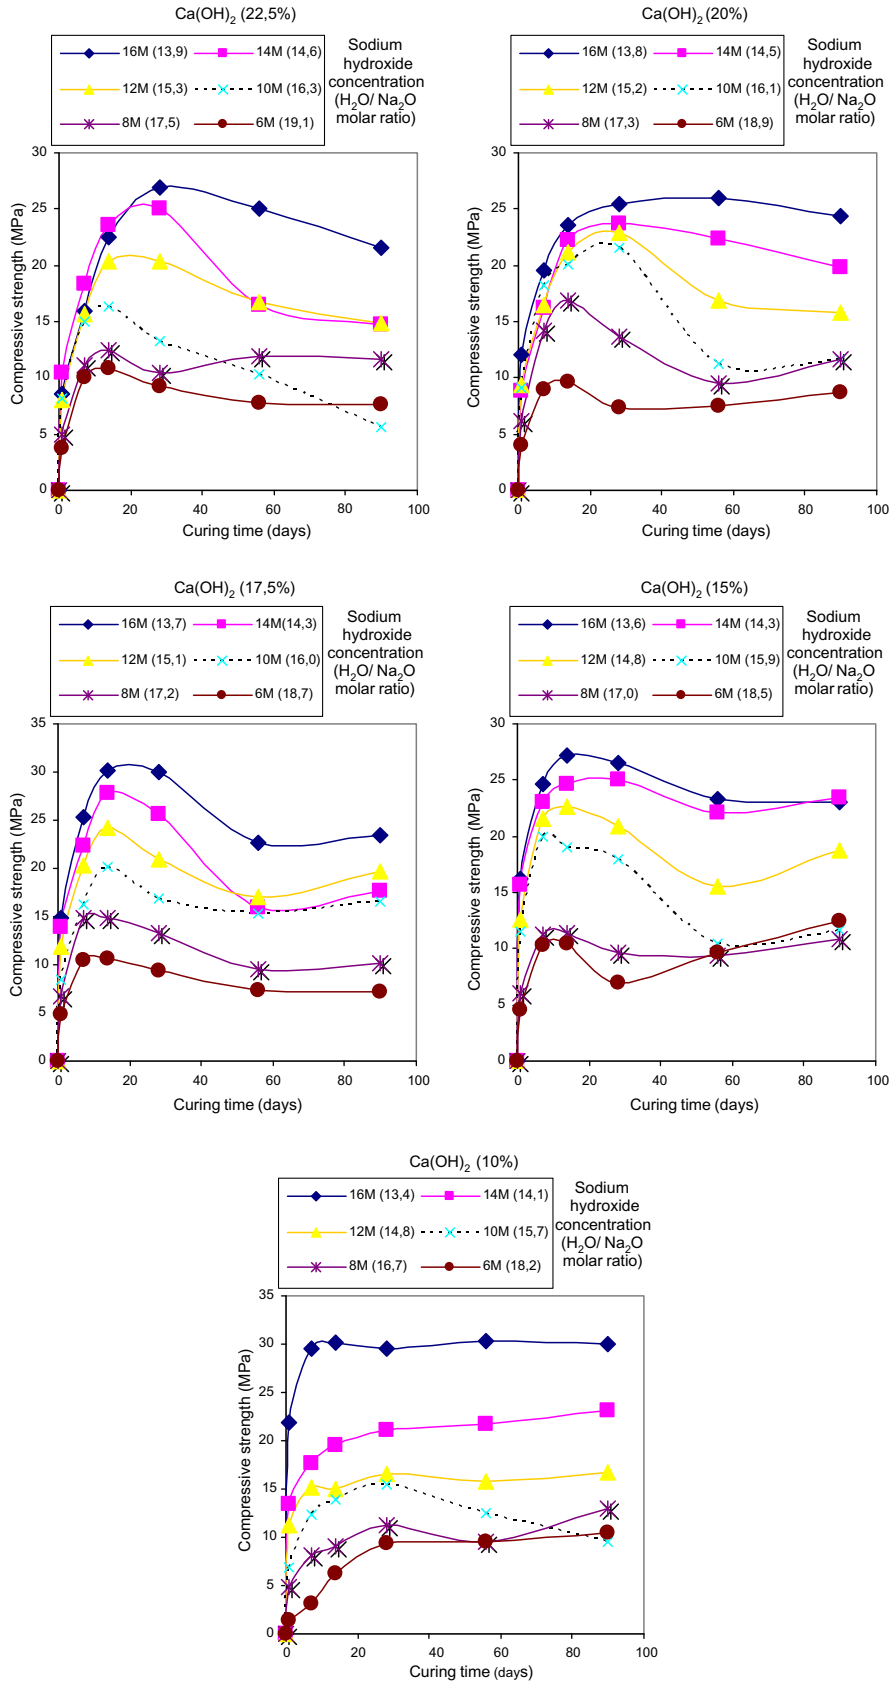 Ca(OH)2 (22,5%)
16M (13,9) 14M (14,6)
12M (15,3) 10M (16,3)
8M (17,5) 6M (19,1)
Sodium
hydroxide
concentration
(H2O/ Na2O
molar ratio)
30
25
20
15
10
5
0
0 20 40 60 80 100
Compressive strength (MPa)
Curing time (days)
Ca(OH)2 (20%)
16M (13,8) 14M (14,5)
12M (15,2) 10M (16,1)
8M (17,3) 6M (18,9)
Sodium
hydroxide
concentration
(H2O/ Na2O
molar ratio)
30
25
20
15
10
5
0
0 20 40 60 80 100
Compressive strength (MPa)
Curing time (days)
Ca(OH)2 (17,5%)
16M (13,7) 14M(14,3)
12M (15,1) 10M (16,0)
8M (17,2) 6M (18,7)
Sodium
hydroxide
concentration
(H2O/ Na2O
molar ratio)
35
30
25
20
15
10
5
0
0 20 40 60 80 100
Compressive strength (MPa)
Curing time (days)
Ca(OH)2 (15%)
16M (13,6) 14M (14,3)
12M (14,8) 10M (15,9)
8M (17,0) 6M (18,5)
Sodium
hydroxide
concentration
(H2O/ Na2O
molar ratio)
30
25
20
15
10
5
0
0 20 40 60 80 100
Compressive strength (MPa)
Curing time (days)
Ca(OH)2 (10%)
16M (13,4) 14M (14,1)
12M (14,8) 10M (15,7)
8M (16,7) 6M (18,2)
Sodium
hydroxide
concentration
(H2O/ Na2O
molar ratio)
35
30
25
20
15
10
5
0
0 20 40 60 80 100
Compressive strength (MPa)
Curing time (days)